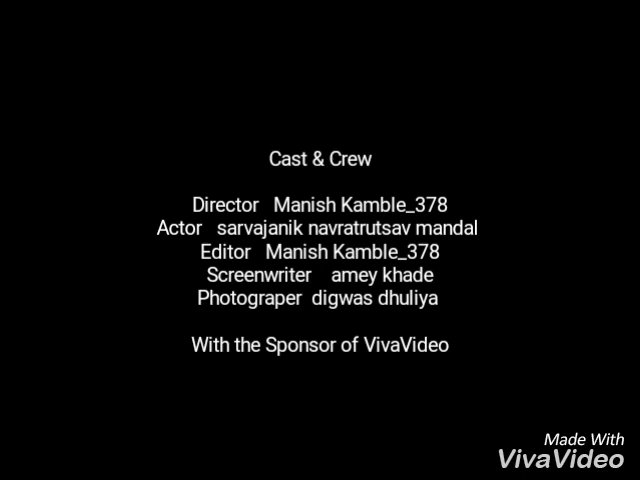 Cast & Crew
Director Manish Kamble_378
Actor sarvajanik navratrutsav mandal
Editor Manish Kamble_378
Screenwriter amey khade
Photograper digwas dhuliya
With the Sponsor of VivaVideo
Made With
VivaVideo